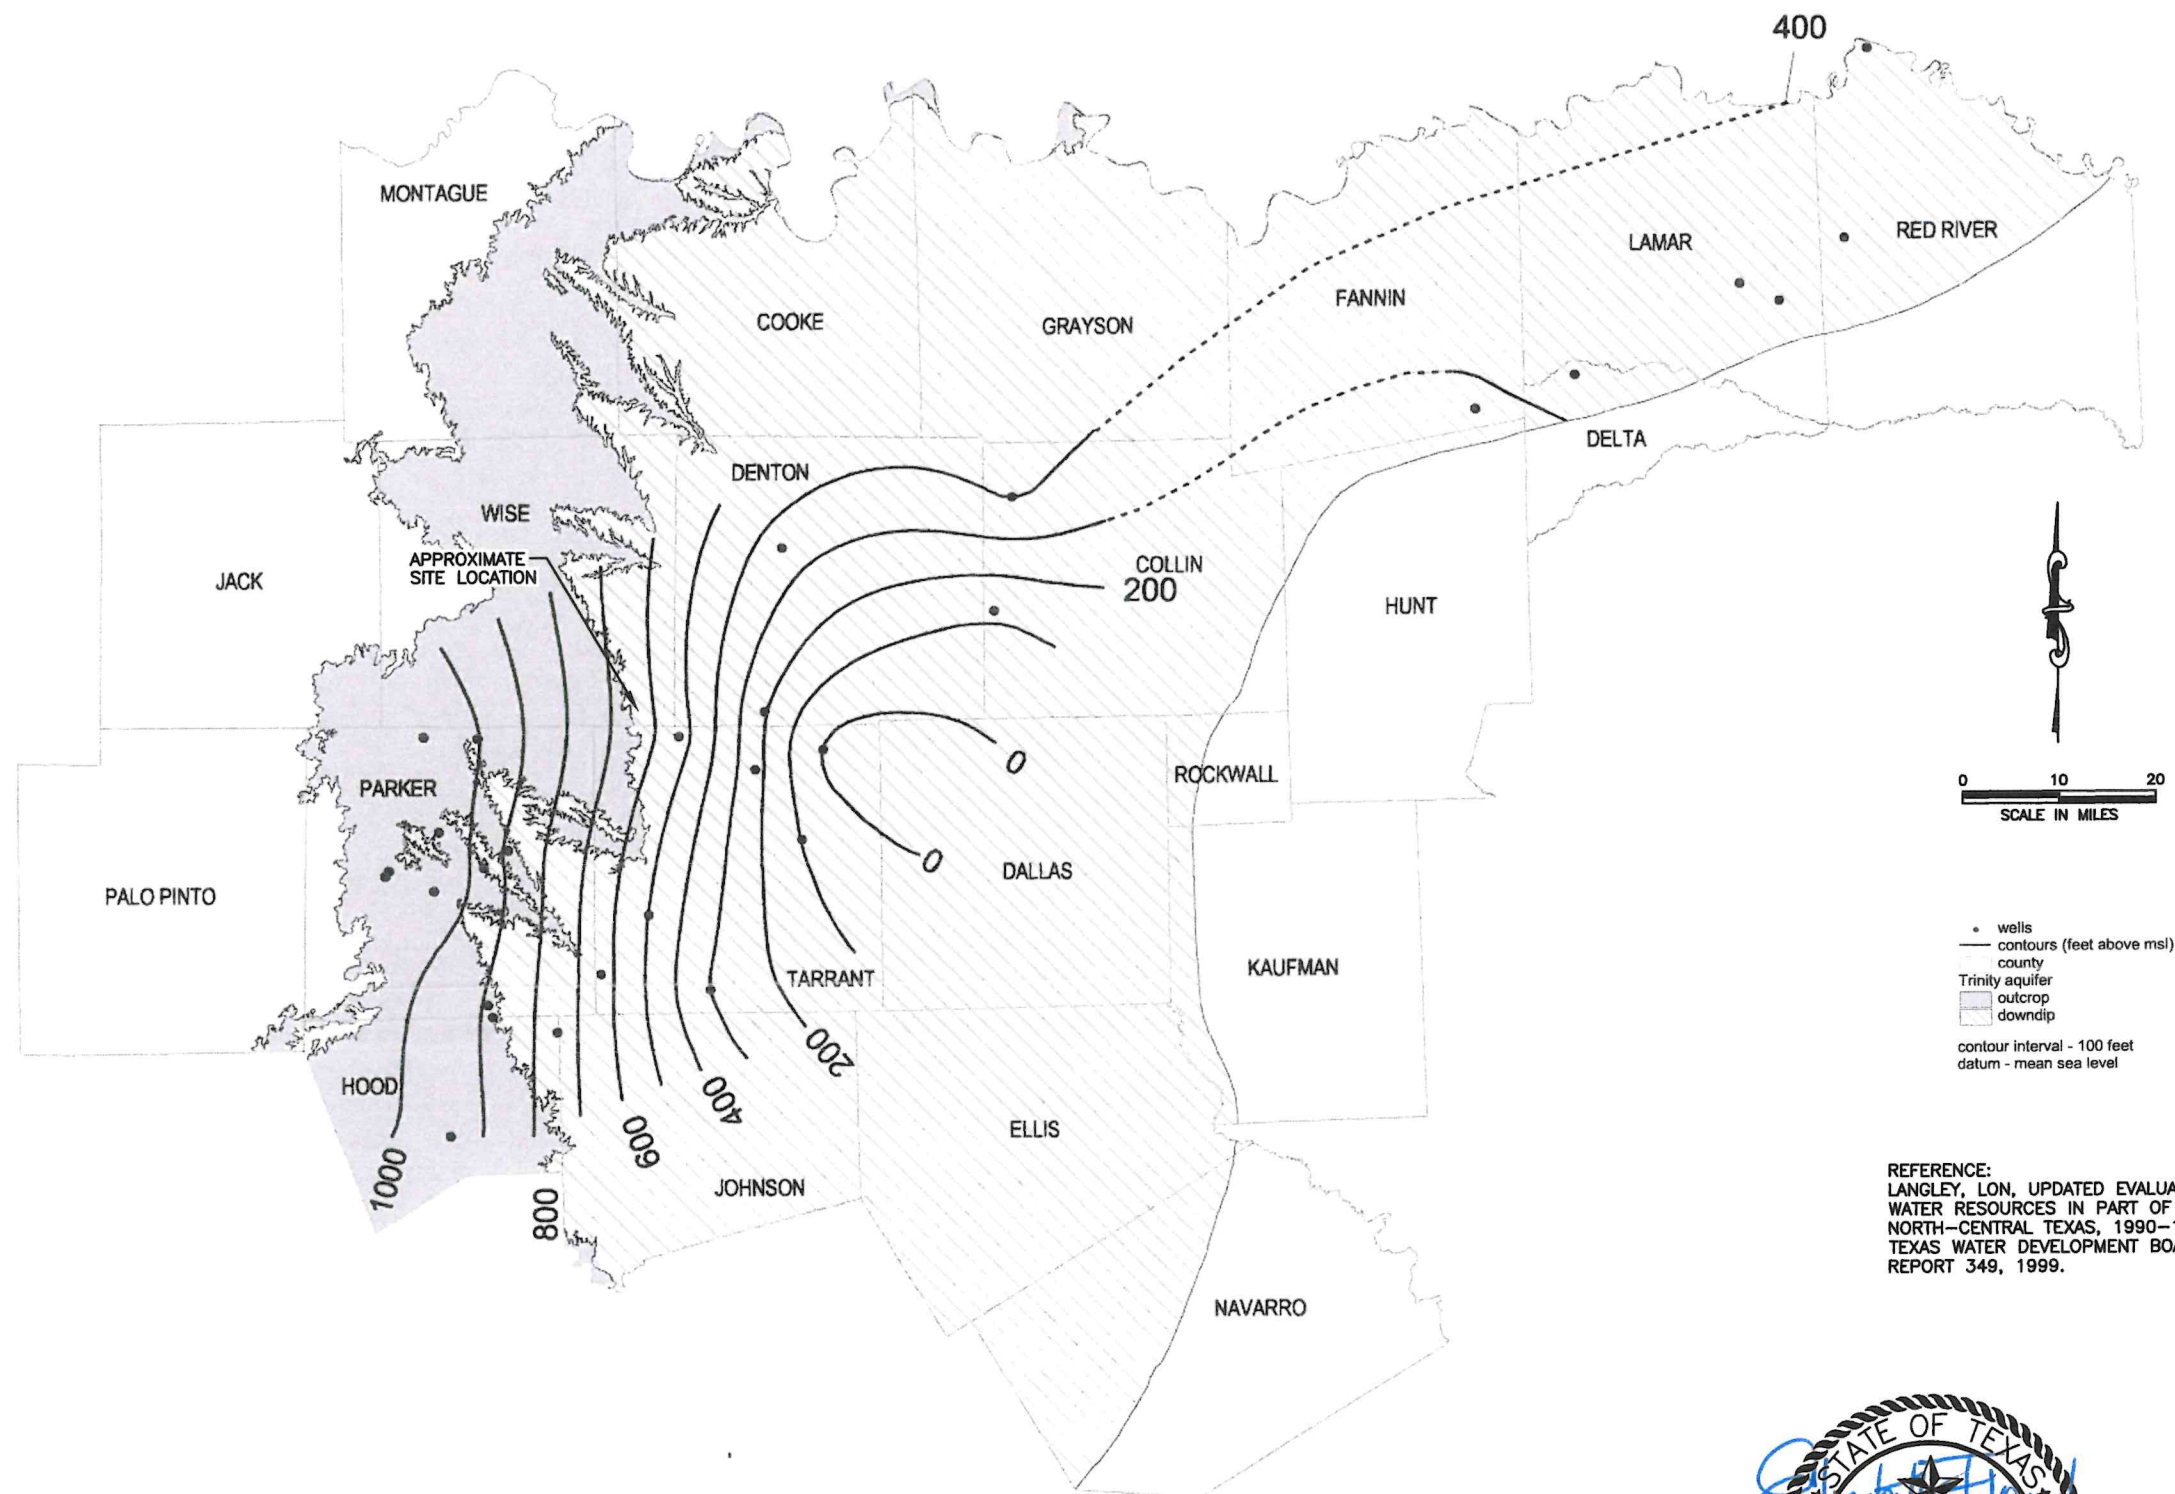 400
MONTAGUE
COOKE
GRAYSON
FANNIN
LAMAR
RED RIVER
DELTA
DENTON
WISE
APPROXIMATE
SITE LOCATION
JACK
COLLIN
200
HUNT
0
PARKER
ROCKWALL
PALO PINTO
0
DALLAS
TARRANT
KAUFMAN
200
HOOD
400
600
ELLIS
1000
800
JOHNSON
NAVARRO
0 10 20
SCALE IN MILES
wells
contours (feet above msl)
county
Trinity aquifer
outcrop
downdip
contour interval - 100 feet
datum - mean sea level
REFERENCE:
LANGLEY, LON, UPDATED
WATER RESOURCES IN PART OF
NORTH-CENTRAL TEXAS, 1990-
TEXAS WATER DEVELOPMENT
REPORT 349, 1999.
STATE OF TEXAS